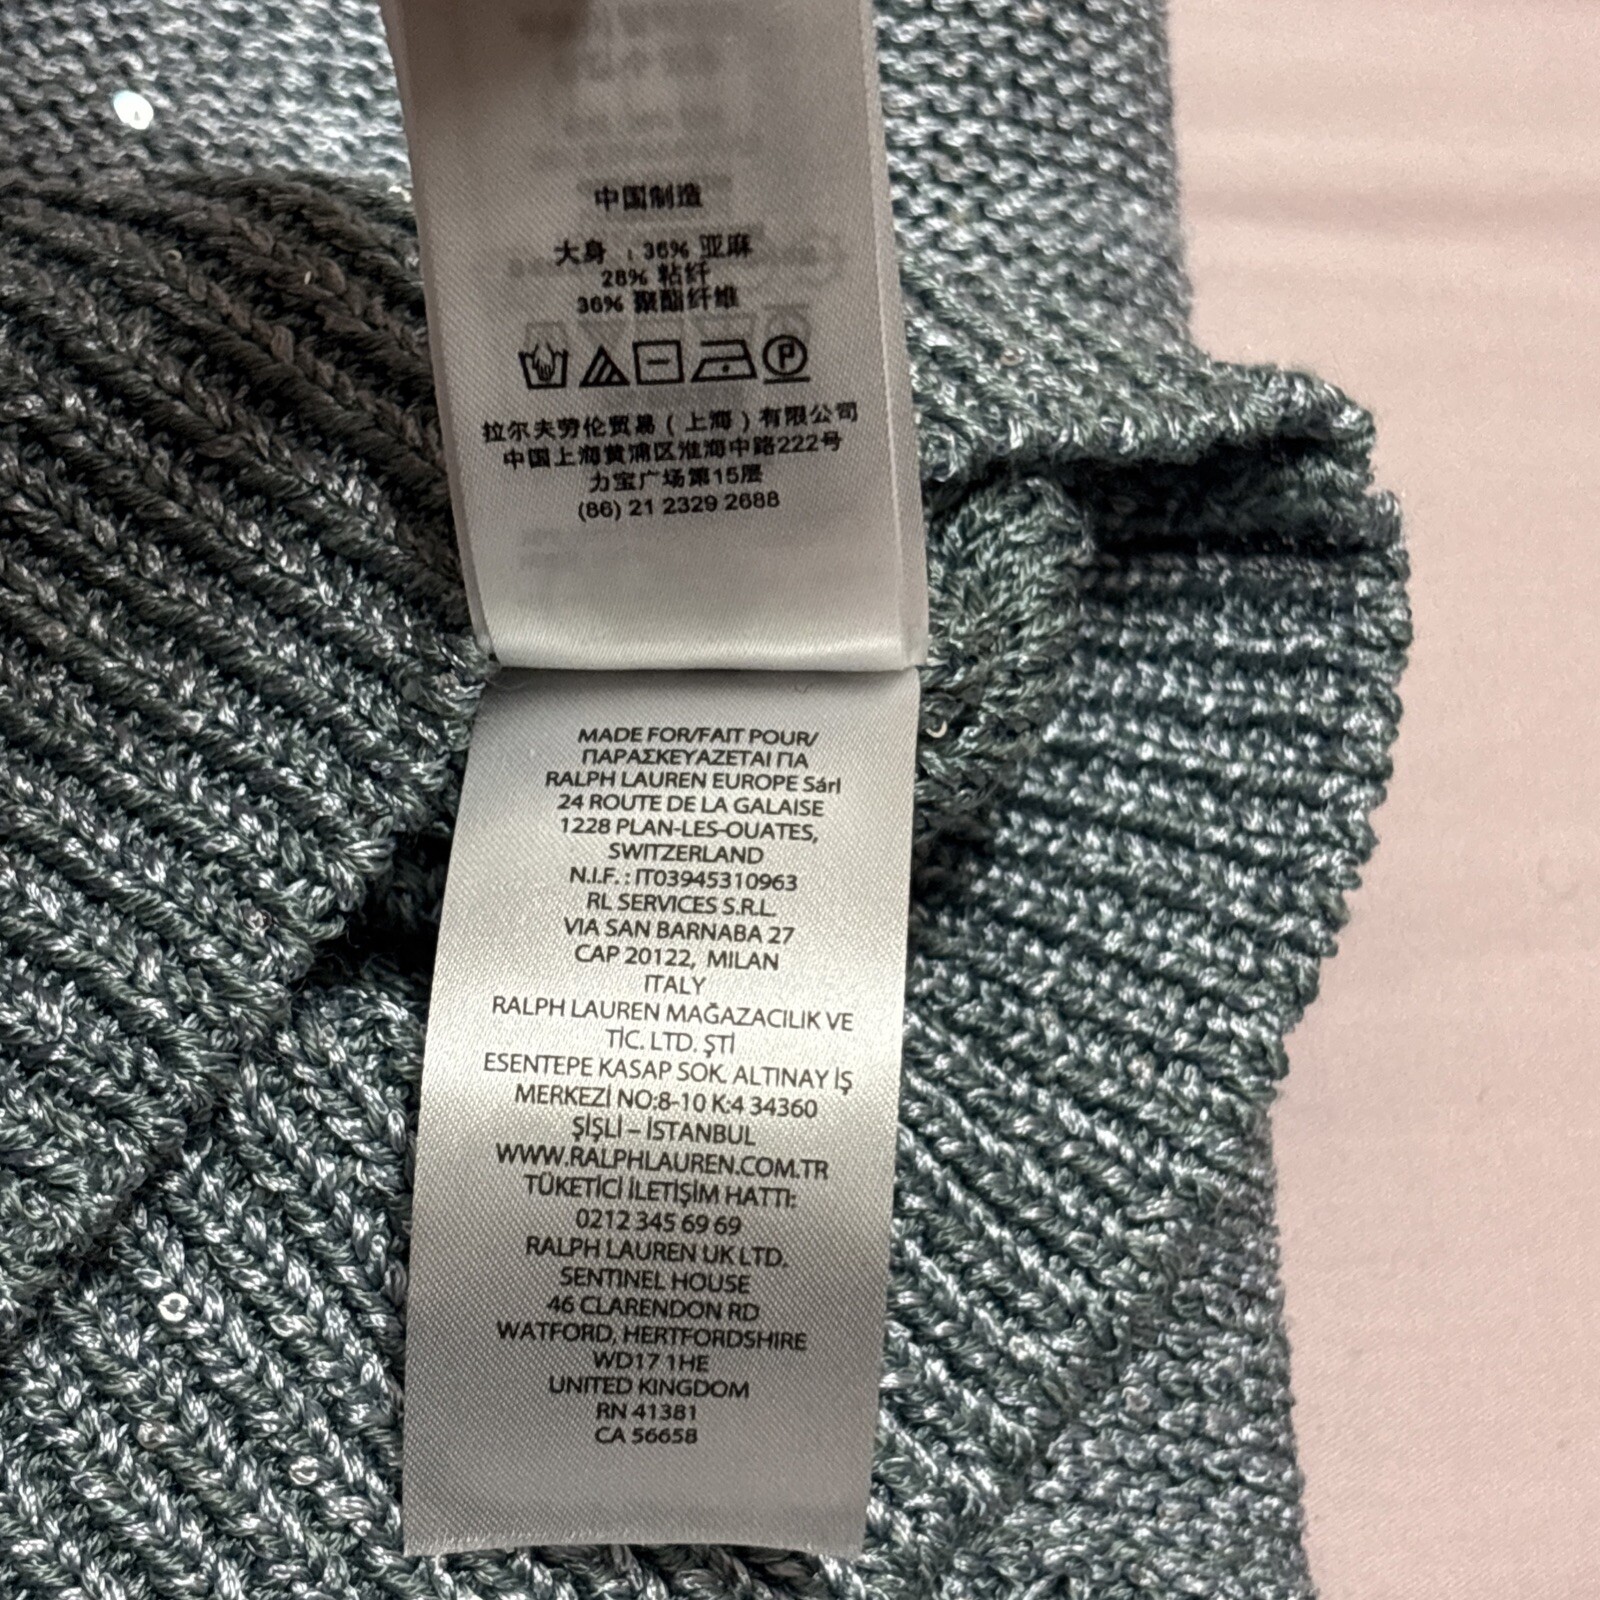 中国制造
大身 : 36% 亚麻
28% 粘纤
36% 聚酯纤维
P
拉尔夫劳伦贸易(上海)有限公司
中国上海黄浦区淮海中路222号
力宝广场第15层
(86) 21 2329 2688
MADE FOR/FAIT POUR/
ΠΑΡΑΣΚΕΥΑΖΕΤΑΙ ΓΙΑ
RALPH LAUREN EUROPE Sárl
24 ROUTE DE LA GALAISE
1228 PLAN-LES-OUATES,
SWITZERLAND
N.I.F. : IT03945310963
RL SERVICES S.R.L.
VIA SAN BARNABA 27
CAP 20122, MILAN
ITALY
RALPH LAUREN MAĞAZACILIK VE
TİC. LTD. ŞTİ
ESENTEPE KASAP SOK. ALTINAY İŞ
MERKEZİ NO:8-10 K:4 34360
ŞİŞLİ – İSTANBUL
WWW.RALPHLAUREN.COM.TR
TÜKETİCİ İLETİŞİM HATTI:
0212 345 69 69
RALPH LAUREN UK LTD.
SENTINEL HOUSE
46 CLARENDON RD
WATFORD, HERTFORDSHIRE
WD17 1HE
UNITED KINGDOM
RN 41381
CA 56658